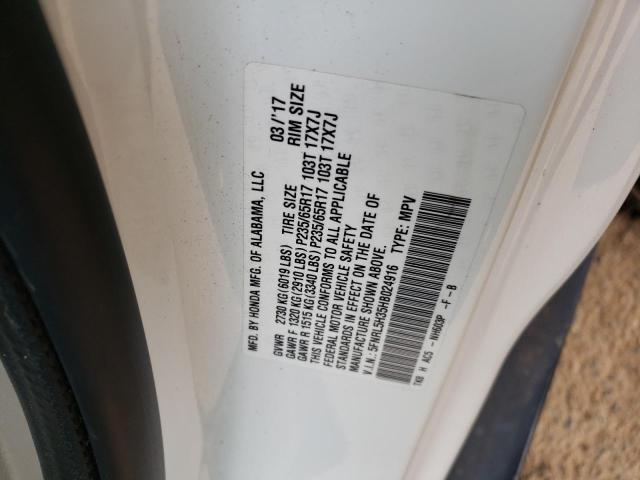 MFD. BY HONDA MFG. OF ALABAMA, LLC 03/'17
GVWR 2730 KG(6019 LBS) TIRE SIZE RIM SIZE
GAWR F 1320 KG(2910 LBS) P235/65R17 103T 17X7J
GAWR R 1515 KG(3340 LBS) P235/65R17 103T 17X7J
THIS VEHICLE CONFORMS TO ALL APPLICABLE
FEDERAL MOTOR VEHICLE SAFETY
STANDARDS IN EFFECT ON THE DATE OF
MANUFACTURE SHOWN ABOVE.
V.I.N.: 5FNRL5H35HB024916 TYPE: MPV
TK8 H AC5 - NH603P -F-B